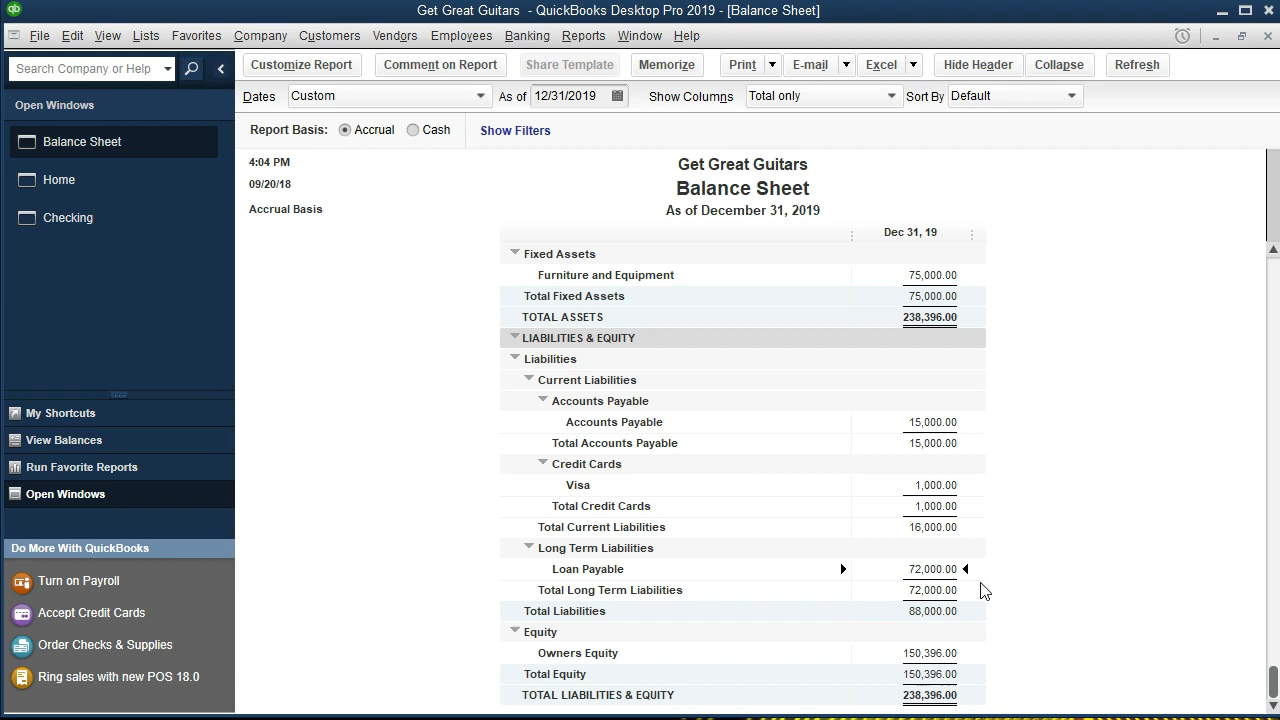 qb
Get Great Guitars - QuickBooks Desktop Pro 2019 - [Balance Sheet]
File Edit View Lists Favorites Company Customers Vendors Employees Banking Reports Window Help
Search Company or Help
Customize Report Comment on Report Share Template Memorize Print E-mail Excel Hide Header Collapse Refresh
Open Windows
Dates Custom As of 12/31/2019 Show Columns Total only Sort By Default
Report Basis: Accrual Cash Show Filters
Balance Sheet
Home
Checking
My Shortcuts
View Balances
Run Favorite Reports
Open Windows
Do More With QuickBooks
Turn on Payroll
Accept Credit Cards
Order Checks & Supplies
Ring sales with new POS 18.0
4:04 PM
09/20/18
Accrual Basis
Get Great Guitars
Balance Sheet
As of December 31, 2019
Dec 31, 19
Fixed Assets
Furniture and Equipment 75,000.00
Total Fixed Assets 75,000.00
TOTAL ASSETS 238,396.00
LIABILITIES & EQUITY
Liabilities
Current Liabilities
Accounts Payable
Accounts Payable 15,000.00
Total Accounts Payable 15,000.00
Credit Cards
Visa 1,000.00
Total Credit Cards 1,000.00
Total Current Liabilities 16,000.00
Long Term Liabilities
Loan Payable 72,000.00
Total Long Term Liabilities 72,000.00
Total Liabilities 88,000.00
Equity
Owners Equity 150,396.00
Total Equity 150,396.00
TOTAL LIABILITIES & EQUITY 238,396.00